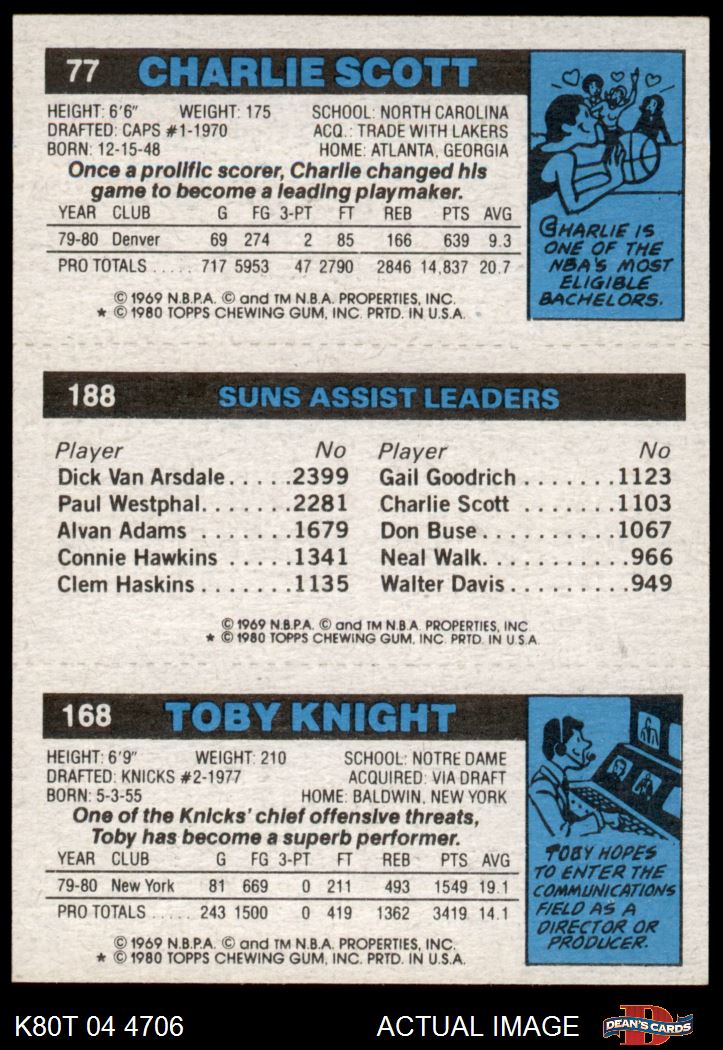 77 CHARLIE SCOTT
HEIGHT: 6'6" WEIGHT: 175 SCHOOL: NORTH CAROLINA
DRAFTED: CAPS #1-1970 ACQ.: TRADE WITH LAKERS
BORN: 12-15-48 HOME: ATLANTA, GEORGIA
Once a prolific scorer, Charlie changed his
game to become a leading playmaker.
YEAR CLUB G FG 3-PT FT REB PTS AVG
79-80 Denver 69 274 2 85 166 639 9.3
PRO TOTALS ..... 717 5953 47 2790 2846 14,837 20.7
© 1969 N.B.P.A. © and TM N.B.A. PROPERTIES, INC.
* © 1980 TOPPS CHEWING GUM, INC. PRTD. IN U.S.A.
CHARLIE IS
ONE OF THE
NBA'S MOST
ELIGIBLE
BACHELORS.
188 SUNS ASSIST LEADERS
Player No Player No
Dick Van Arsdale.....2399 Gail Goodrich.......1123
Paul Westphal.......2281 Charlie Scott.......1103
Alvan Adams.......1679 Don Buse..........1067
Connie Hawkins.....1341 Neal Walk..........966
Clem Haskins.......1135 Walter Davis.........949
© 1969 N.B.P.A. © and TM N.B.A. PROPERTIES, INC
* © 1980 TOPPS CHEWING GUM, INC. PRTD. IN U.S.A.
168 TOBY KNIGHT
HEIGHT: 6'9" WEIGHT: 210 SCHOOL: NOTRE DAME
DRAFTED: KNICKS #2-1977 ACQUIRED: VIA DRAFT
BORN: 5-3-55 HOME: BALDWIN, NEW YORK
One of the Knicks' chief offensive threats,
Toby has become a superb performer.
YEAR CLUB G FG 3-PT FT REB PTS AVG
79-80 New York 81 669 0 211 493 1549 19.1
PRO TOTALS ..... 243 1500 0 419 1362 3419 14.1
© 1969 N.B.P.A. © and TM N.B.A. PROPERTIES, INC.
* © 1980 TOPPS CHEWING GUM, INC. PRTD. IN U.S.A.
TOBY HOPES
TO ENTER THE
COMMUNICATIONS
FIELD AS A
DIRECTOR OR
PRODUCER.
K80T 04 4706 ACTUAL IMAGE D DEAN'S CARDS